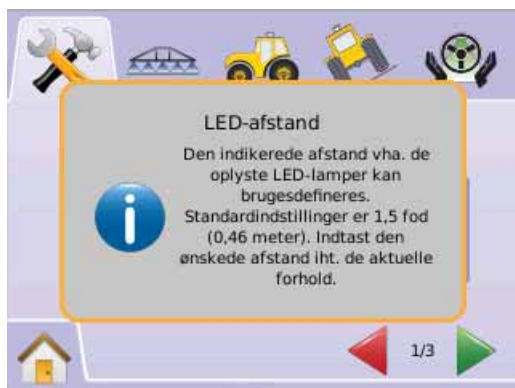 LED-afstand
Den indikerede afstand vha. de
oplyste LED-lamper kan
brugesdefineres.
Standardindstillinger er 1,5 fod
(0,46 meter). Indtast den
ønskede afstand iht. de aktuelle
forhold.
1/3